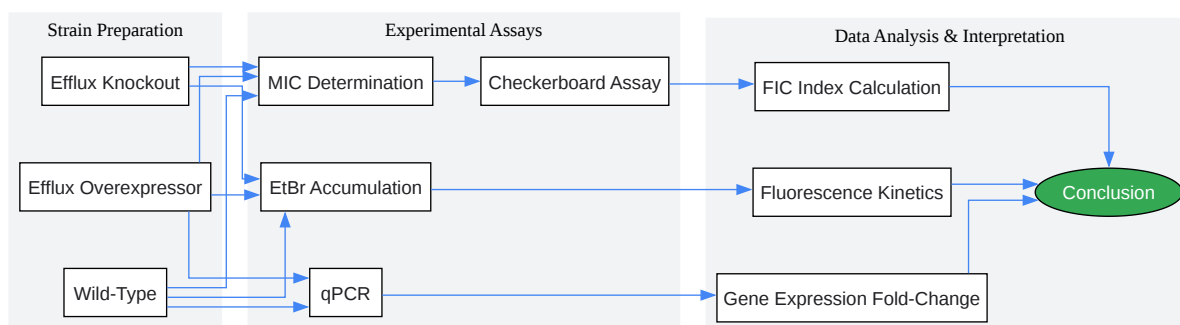 Strain Preparation
Experimental Assays
Data Analysis & Interpretation
Efflux Knockout
MIC Determination
Checkerboard Assay
FIC Index Calculation
Efflux Overexpressor
EtBr Accumulation
Fluorescence Kinetics
Conclusion
Wild-Type
qPCR
Gene Expression Fold-Change